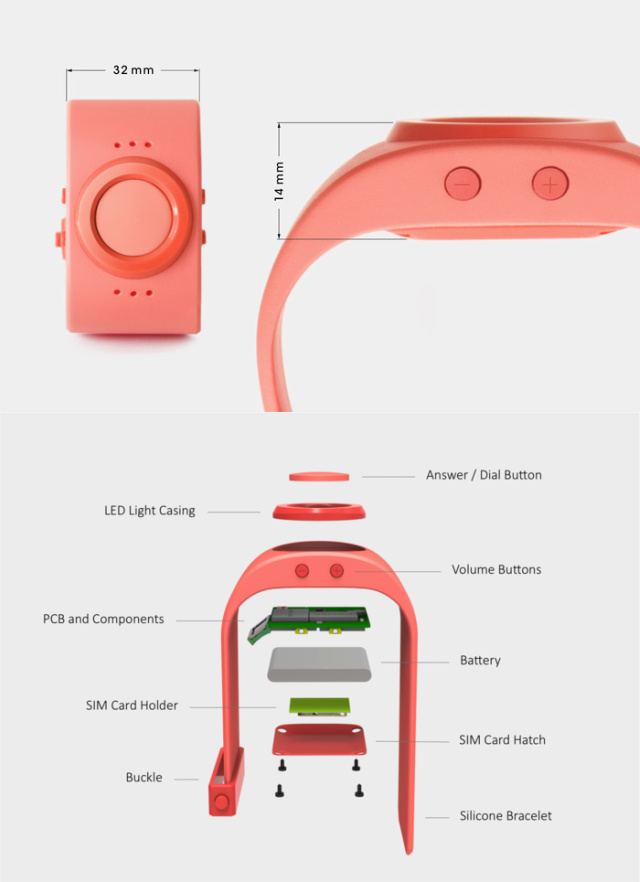 32 mm
14 mm
Answer / Dial Button
LED Light Casing
Volume Buttons
PCB and Components
Battery
SIM Card Holder
SIM Card Hatch
Buckle
Silicone Bracelet